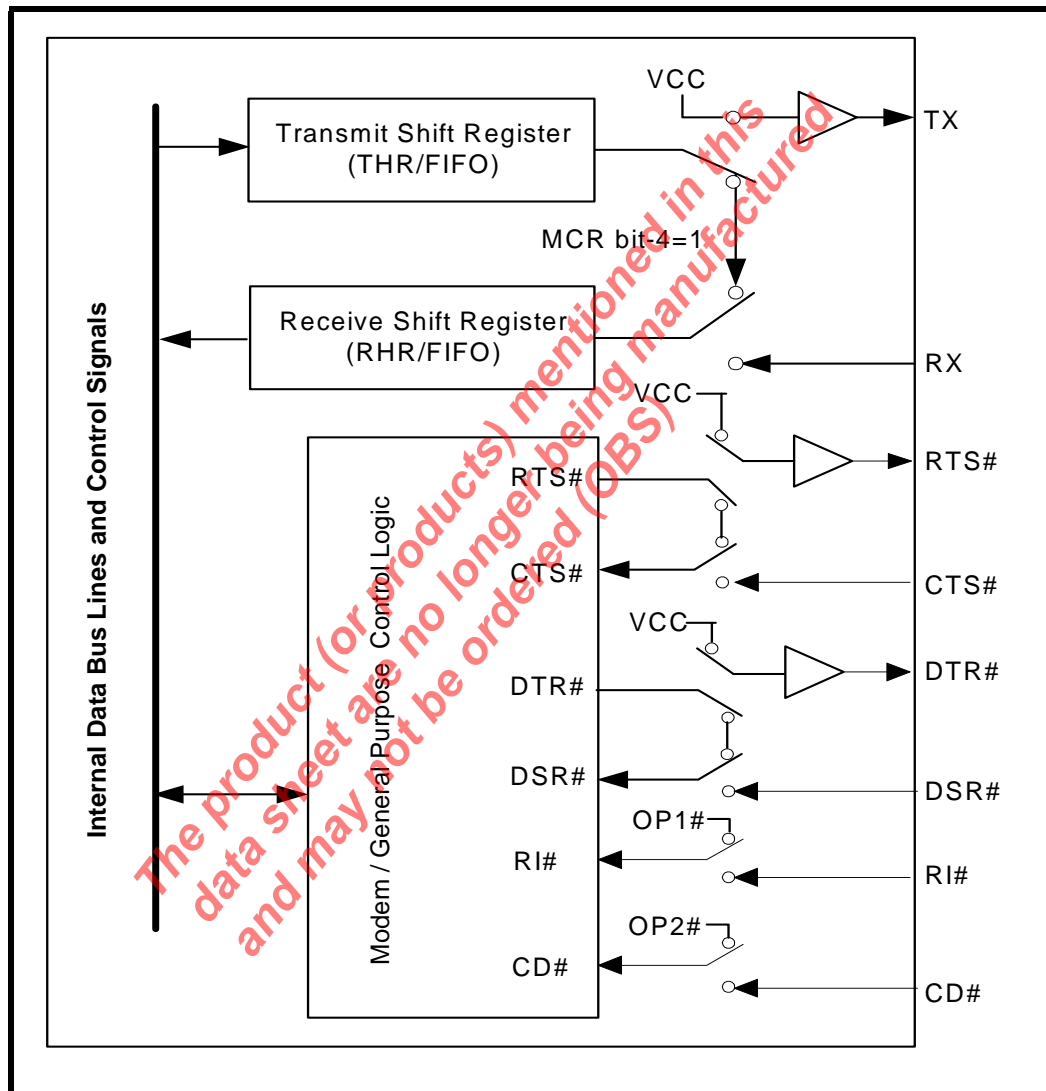 VCC
TX
Transmit Shift Register
(THR/FIFO)
MCR bit-4=1
Receive Shift Register
(RHR/FIFO)
RX
VCC
RTS#
RTS#
CTS#
CTS#
VCC
DTR#
DTR#
DSR#
DSR#
OP1#
RI#
RI#
OP2#
CD#
CD#
Internal Data Bus Lines and Control Signals
Modem / General Purpose Control Logic
The product (or products) mentioned in this
data sheet are no longer being manufactured
and may not be ordered (OBS)